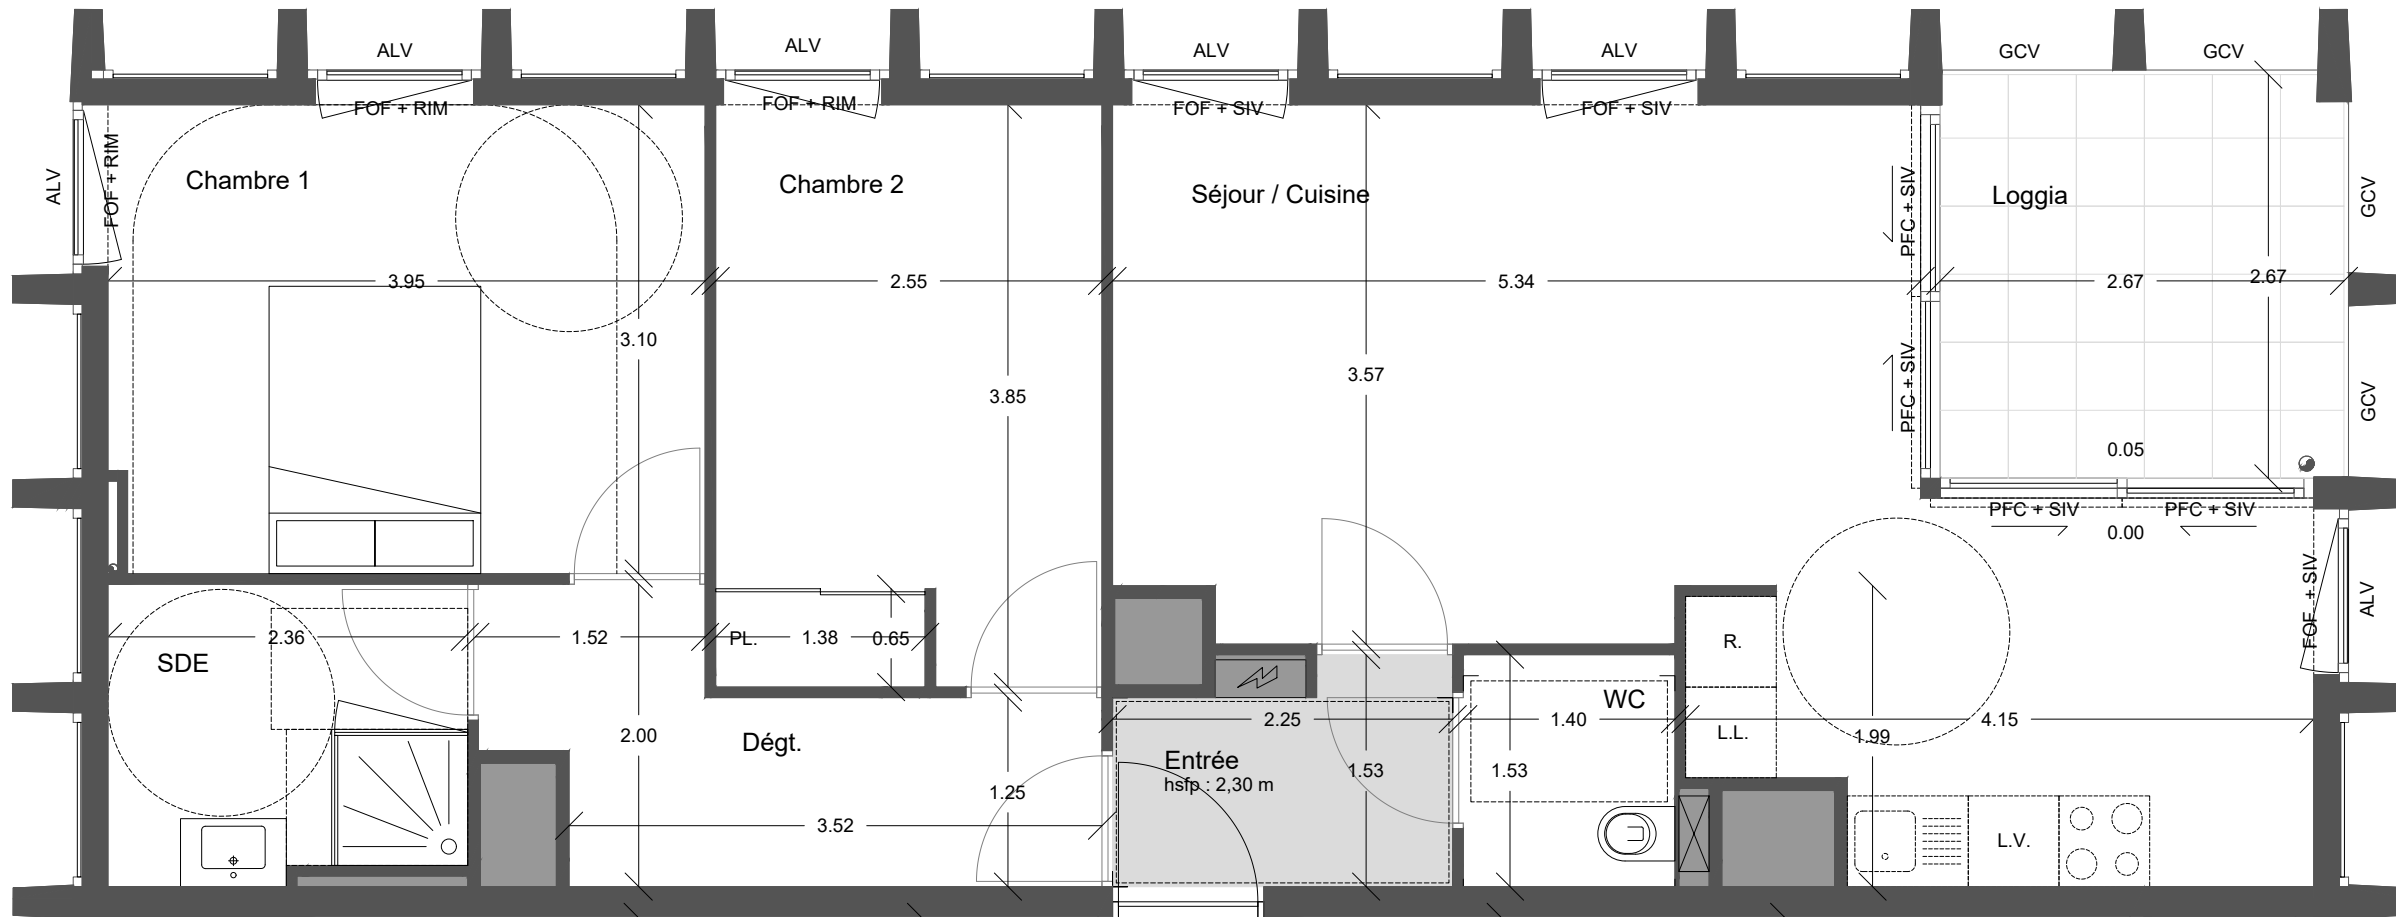 ALV
ALV
ALV
ALV
GCV
GCV
FOF + RIM
FOF + RIM
FOF + SIV
FOF + SIV
ALV
FOF + RIM
Chambre 1
Chambre 2
Séjour / Cuisine
Loggia
PFC + SIV
GCV
3.95
2.55
5.34
2.67
2.67
3.10
3.85
3.57
PFC + SIV
GCV
0.05
PFC + SIV
PFC + SIV
0.00
FOF + SIV
ALV
2.36
1.52
PL.
1.38
0.65
R.
SDE
WC
2.00
Dégt.
2.25
1.40
L.L.
4.15
1.99
Entrée
hsfp : 2,30 m
1.53
1.53
1.25
3.52
L.V.